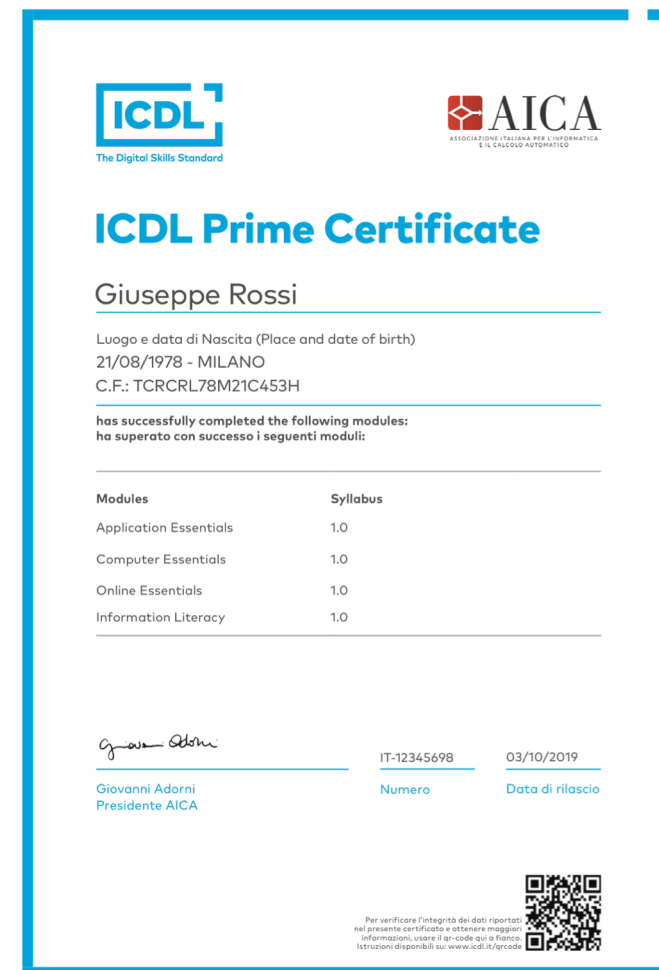 ICDL
The Digital Skills Standard
AICA
ASSOCIAZIONE ITALIANA PER L'INFORMATICA
E IL CALCOLO AUTOMATICO
ICDL Prime Certificate
Giuseppe Rossi
Luogo e data di Nascita (Place and date of birth)
21/08/1978 - MILANO
C.F.: TCRCRL78M21C453H
has successfully completed the following modules:
ha superato con successo i seguenti moduli:
Modules Syllabus
Application Essentials 1.0
Computer Essentials 1.0
Online Essentials 1.0
Information Literacy 1.0
Giovanni Adorni
IT-12345698 03/10/2019
Giovanni Adorni Numero Data di rilascio
Presidente AICA
Per verificare l'integrità dei dati riportati
nel presente certificato e ottenere maggiori
informazioni, usare il qr-code qui a fianco.
Istruzioni disponibili su: www.icdl.it/qrcode